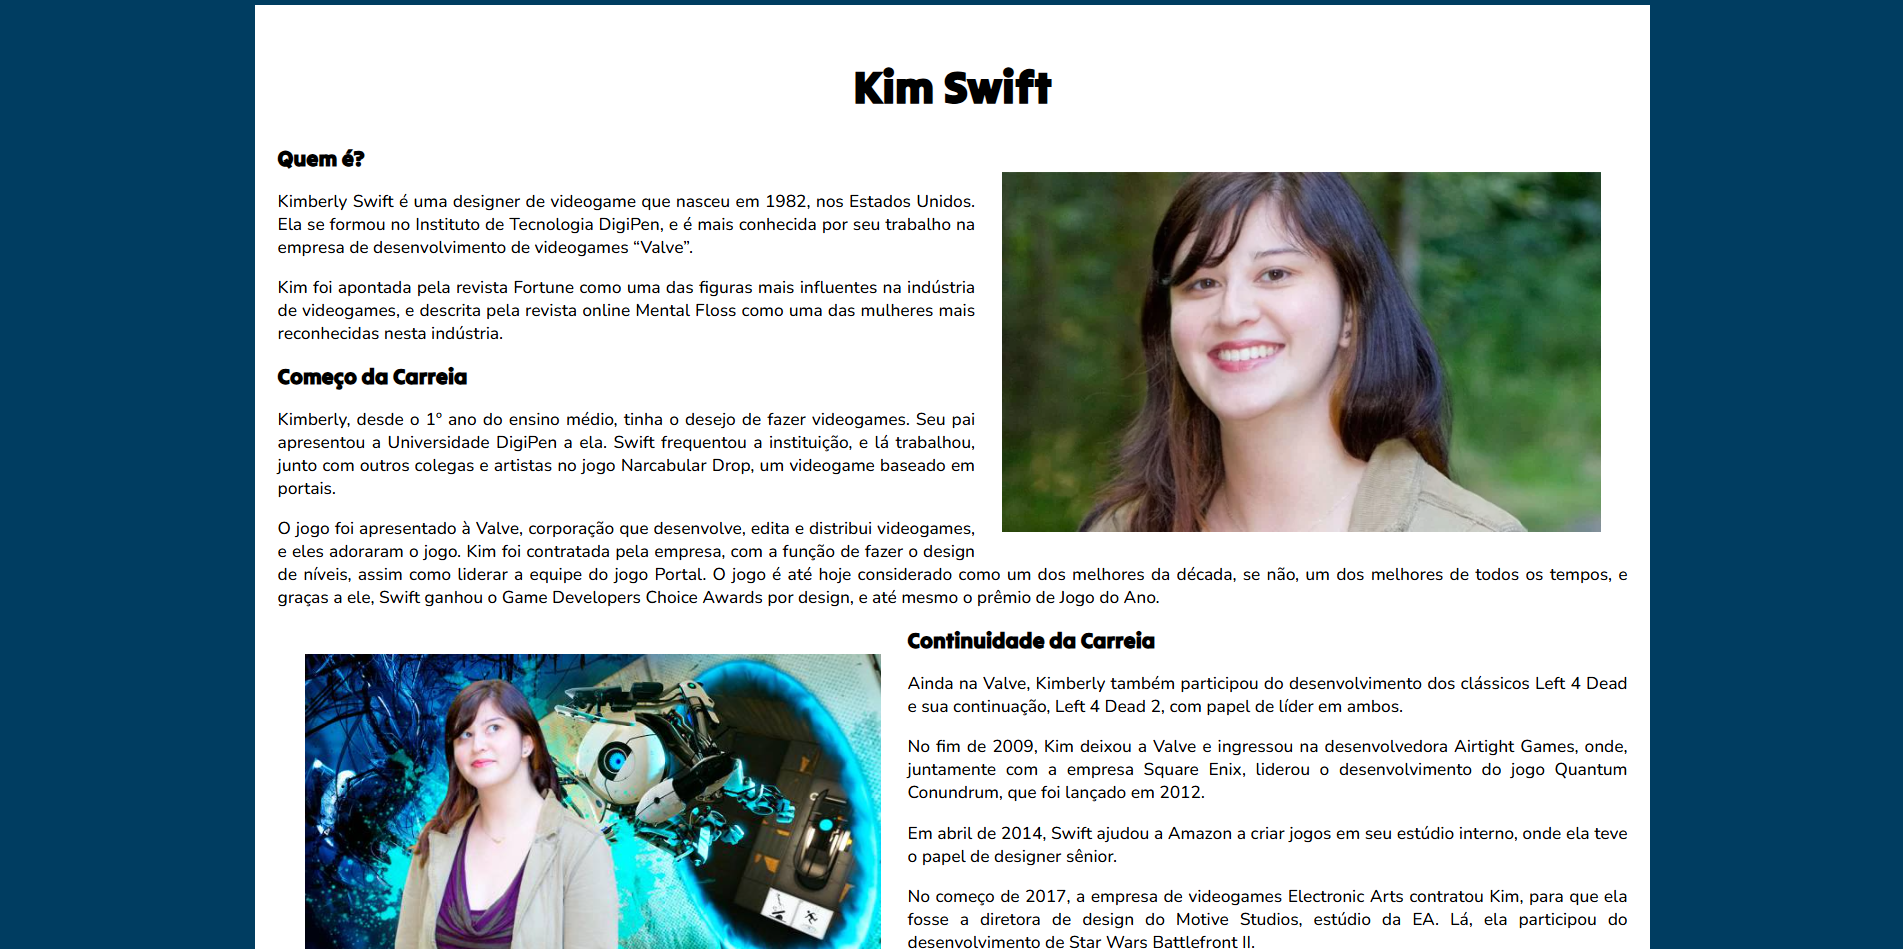 Kim Swift
Quem é?
Kimberly Swift é uma designer de videogame que nasceu em 1982, nos Estados Unidos.
Ela se formou no Instituto de Tecnologia DigiPen, e é mais conhecida por seu trabalho na
empresa de desenvolvimento de videogames “Valve”.
Kim foi apontada pela revista Fortune como uma das figuras mais influentes na indústria
de videogames, e descrita pela revista online Mental Floss como uma das mulheres mais
reconhecidas nesta indústria.
Começo da Carreia
Kimberly, desde o 1º ano do ensino médio, tinha o desejo de fazer videogames. Seu pai
apresentou a Universidade DigiPen a ela. Swift frequentou a instituição, e lá trabalhou,
junto com outros colegas e artistas no jogo Narcabular Drop, um videogame baseado em
portais.
O jogo foi apresentado à Valve, corporação que desenvolve, edita e distribui videogames,
e eles adoraram o jogo. Kim foi contratada pela empresa, com a função de fazer o design
de níveis, assim como liderar a equipe do jogo Portal. O jogo é até hoje considerado como um dos melhores da década, se não, um dos melhores de todos os tempos, e
graças a ele, Swift ganhou o Game Developers Choice Awards por design, e até mesmo o prêmio de Jogo do Ano.
Continuidade da Carreia
Ainda na Valve, Kimberly também participou do desenvolvimento dos clássicos Left 4 Dead
e sua continuação, Left 4 Dead 2, com papel de líder em ambos.
No fim de 2009, Kim deixou a Valve e ingressou na desenvolvedora Airtight Games, onde,
juntamente com a empresa Square Enix, liderou o desenvolvimento do jogo Quantum
Conundrum, que foi lançado em 2012.
Em abril de 2014, Swift ajudou a Amazon a criar jogos em seu estúdio interno, onde ela teve
o papel de designer sênior.
No começo de 2017, a empresa de videogames Electronic Arts contratou Kim, para que ela
fosse a diretora de design do Motive Studios, estúdio da EA. Lá, ela participou do
desenvolvimento de Star Wars Battlefront II.